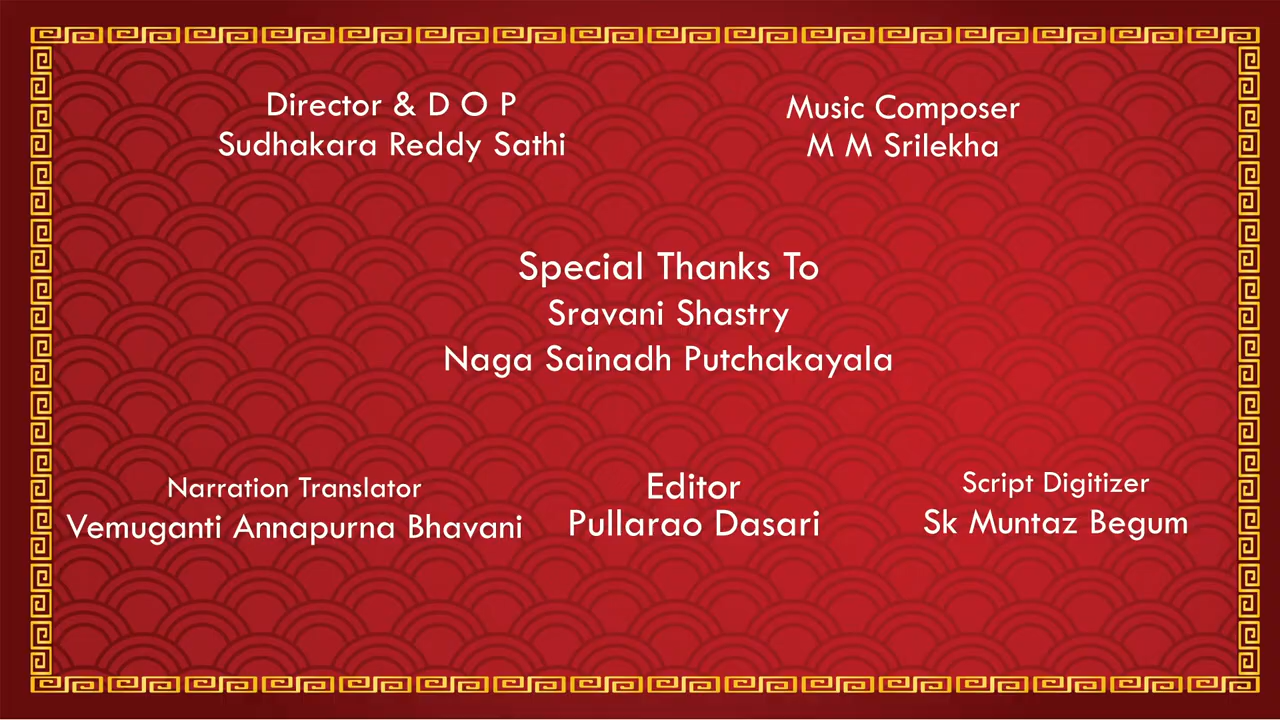 Director & D O P
Sudhakara Reddy Sathi
Music Composer
M M Srilekha
Special Thanks To
Sravani Shastry
Naga Sainadh Putchakayala
Narration Translator
Vemuganti Annapurna Bhavani
Editor
Pullarao Dasari
Script Digitizer
Sk Muntaz Begum